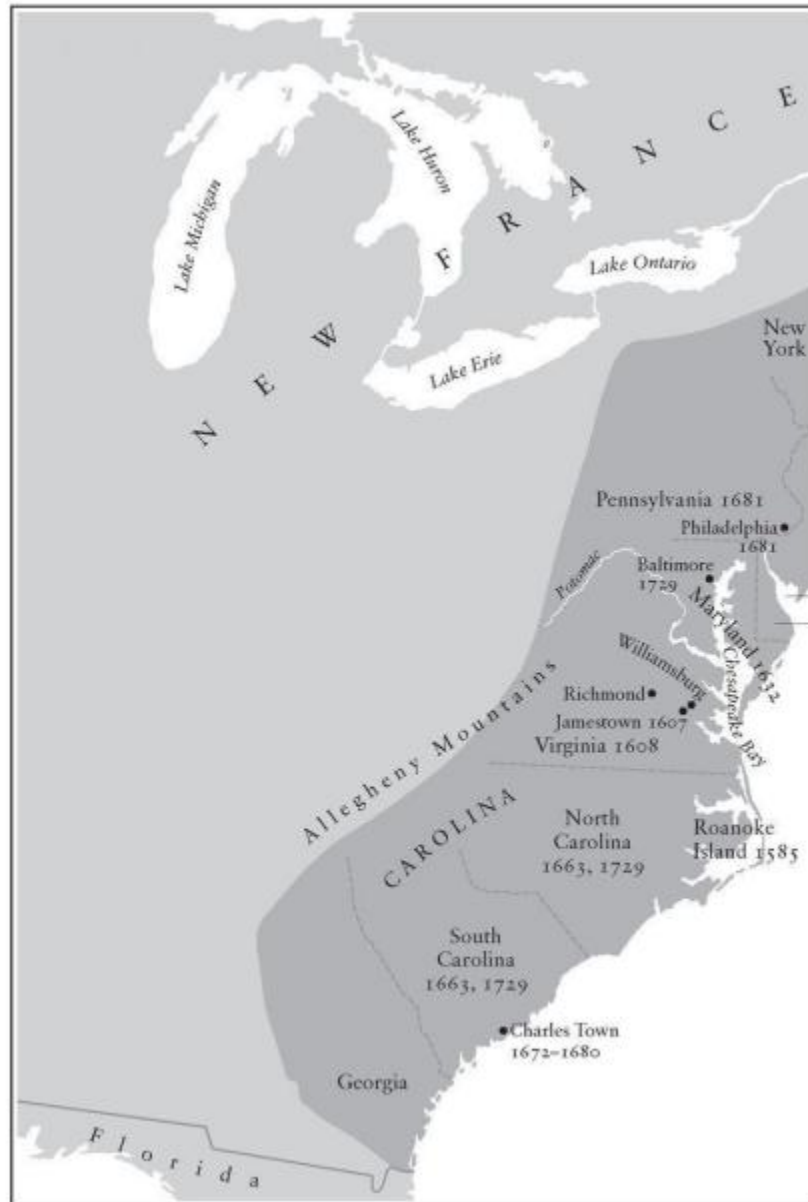 Lake Michigan
Lake Huron
NEW FRANCE
Lake Ontario
Lake Erie
New
York
Pennsylvania 1681
Philadelphia
1681
Baltimore
1729
Potomac
Maryland 1632
Chesapeake Bay
Williamsburg
Richmond
Jamestown 1607
Virginia 1608
Allegheny Mountains
CAROLINA
North
Carolina
1663, 1729
Roanoke
Island 1585
South
Carolina
1663, 1729
Charles Town
1672–1680
Georgia
Florida